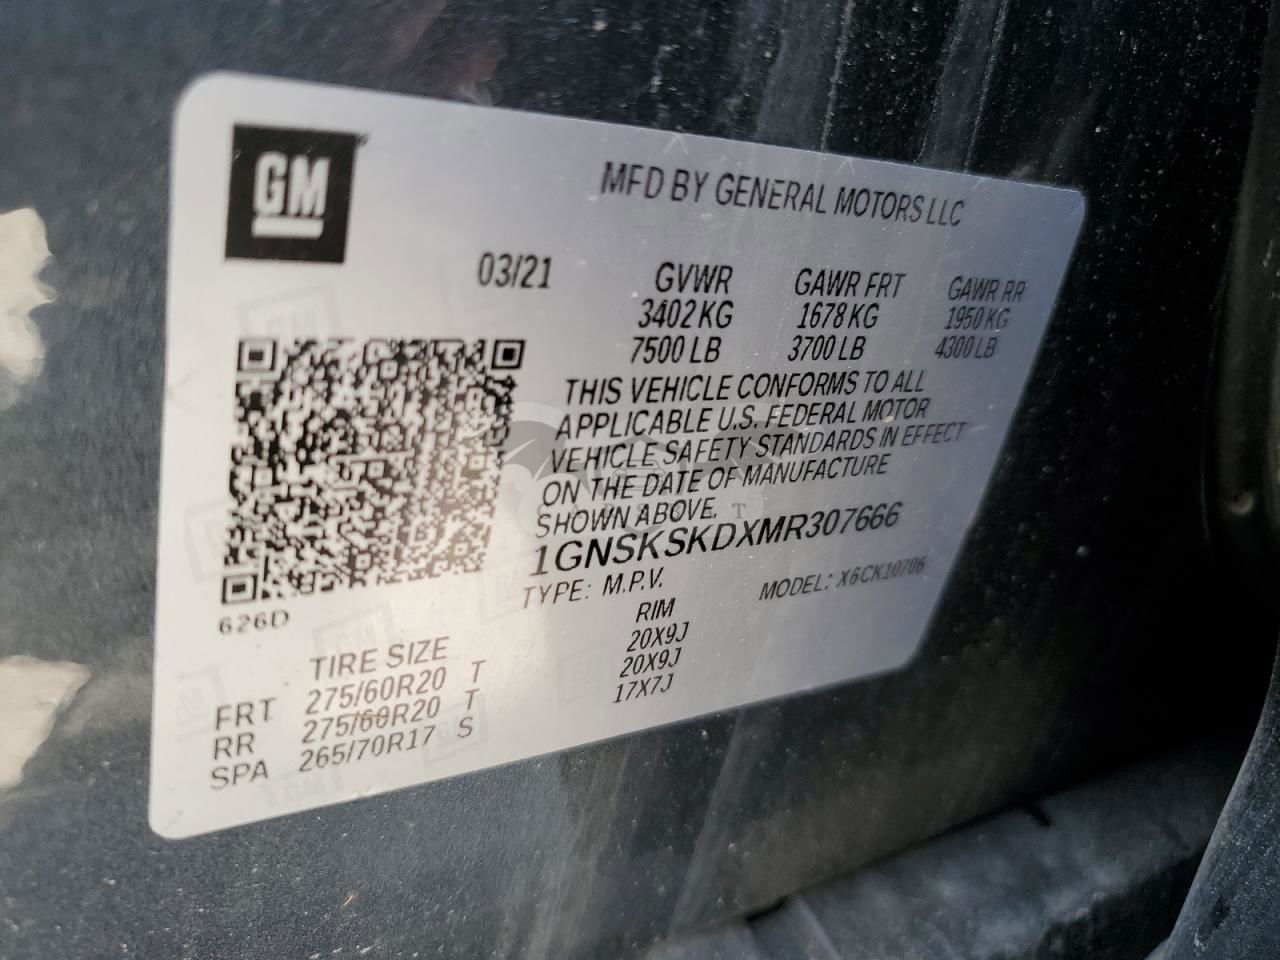 GM
MFD BY GENERAL MOTORS LLC
03/21 GVWR GAWR FRT GAWR RR
3402 KG 1678 KG 1950 KG
7500 LB 3700 LB 4300 LB
THIS VEHICLE CONFORMS TO ALL
APPLICABLE U.S. FEDERAL MOTOR
VEHICLE SAFETY STANDARDS IN EFFECT
ON THE DATE OF MANUFACTURE
SHOWN ABOVE.
1GNSKSKDXMR307666
TYPE: M.P.V. MODEL: X6CK10706
626D
TIRE SIZE RIM
FRT 275/60R20 T 20X9J
RR 275/60R20 T 20X9J
SPA 265/70R17 S 17X7J